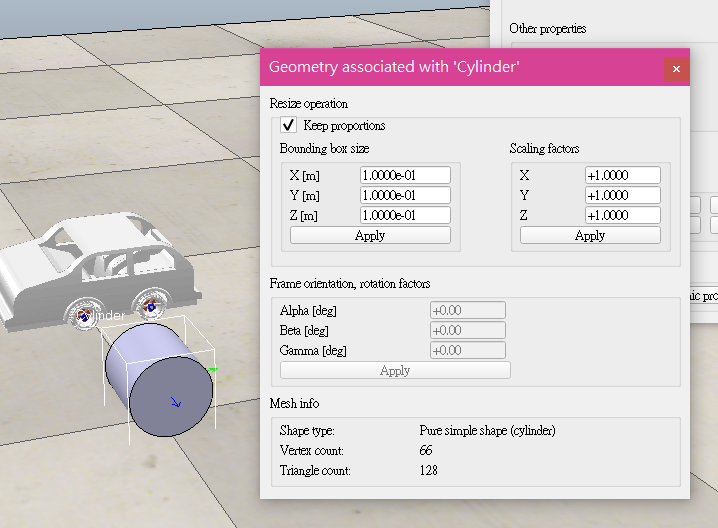 Other properties
Geometry associated with 'Cylinder'
×
Resize operation
Keep proportions
Bounding box size
Scaling factors
X [m] 1.0000e-01
X +1.0000
Y [m] 1.0000e-01
Y +1.0000
Z [m] 1.0000e-01
Z +1.0000
Apply
Apply
Frame orientation, rotation factors
Alpha [deg] +0.00
Beta [deg] +0.00
Gamma [deg] +0.00
Apply
Mesh info
Shape type: Pure simple shape (cylinder)
Vertex count: 66
Triangle count: 128
Cylinder